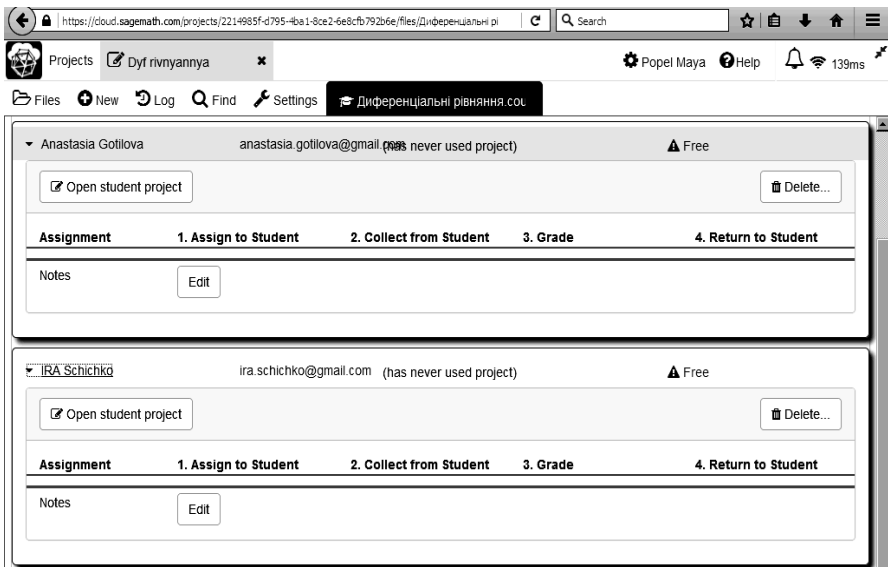 https://cloud.sagemath.com/projects/2214985f-d795-4ba1-8ce2-6e8cfb792b6e/files/Диференціальні рі
Search
Projects Dyf rivnyannya Popel Maya Help 139ms
Files New Log Find Settings Диференціальні рівняння.cou
Anastasia Gotilova anastasia.gotilova@gmail.com (has never used project) Free
Open student project Delete...
Assignment 1. Assign to Student 2. Collect from Student 3. Grade 4. Return to Student
Notes Edit
IRA Schichko ira.schichko@gmail.com (has never used project) Free
Open student project Delete...
Assignment 1. Assign to Student 2. Collect from Student 3. Grade 4. Return to Student
Notes Edit